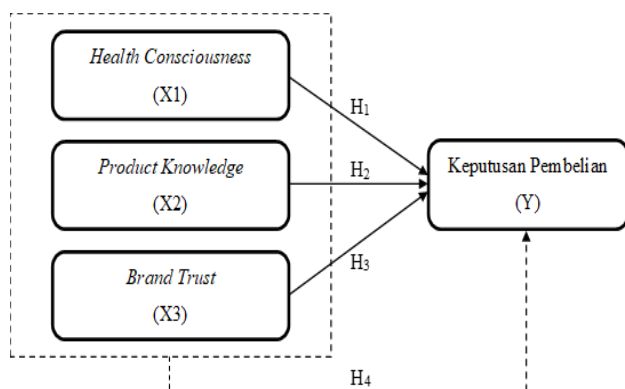 Health Consciousness
(X1)
H1
Product Knowledge
(X2)
H2
Keputusan Pembelian
(Y)
Brand Trust
(X3)
H3
H4